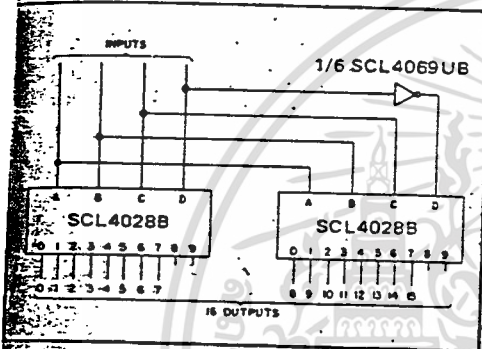 INPUTS
1/6 SCL4069UB
A B C D
A B C D
SCL4028B
SCL4028B
0 1 2 3 4 5 6 7 8 9
0 1 2 3 4 5 6 7 8 9
0 1 2 3 4 5 6 7
8 9 10 11 12 13 14 15
16 OUTPUTS